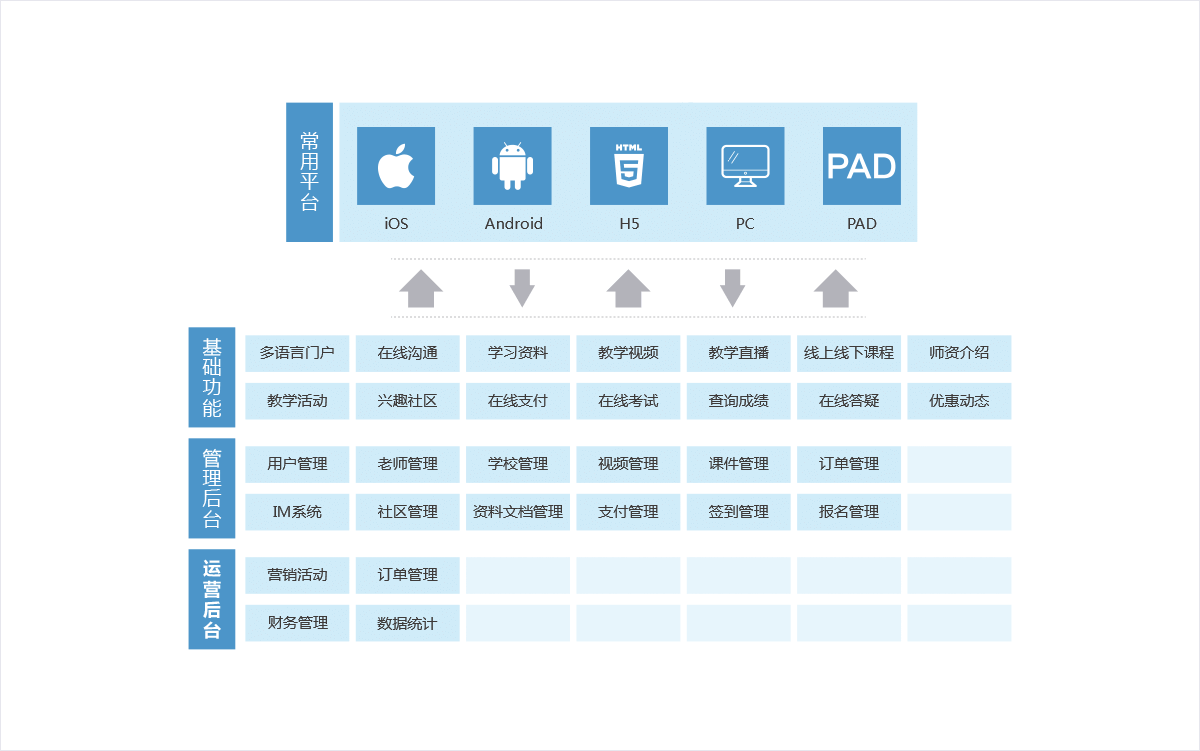 常用平台
HTML
5
PAD
iOS
Android
H5
PC
PAD
基础功能
多语言门户
在线沟通
学习资料
教学视频
教学直播
线上线下课程
师资介绍
教学活动
兴趣社区
在线支付
在线考试
查询成绩
在线答疑
优惠动态
管理后台
用户管理
老师管理
学校管理
视频管理
课件管理
订单管理
IM系统
社区管理
资料文档管理
支付管理
签到管理
报名管理
运营后台
营销活动
订单管理
财务管理
数据统计